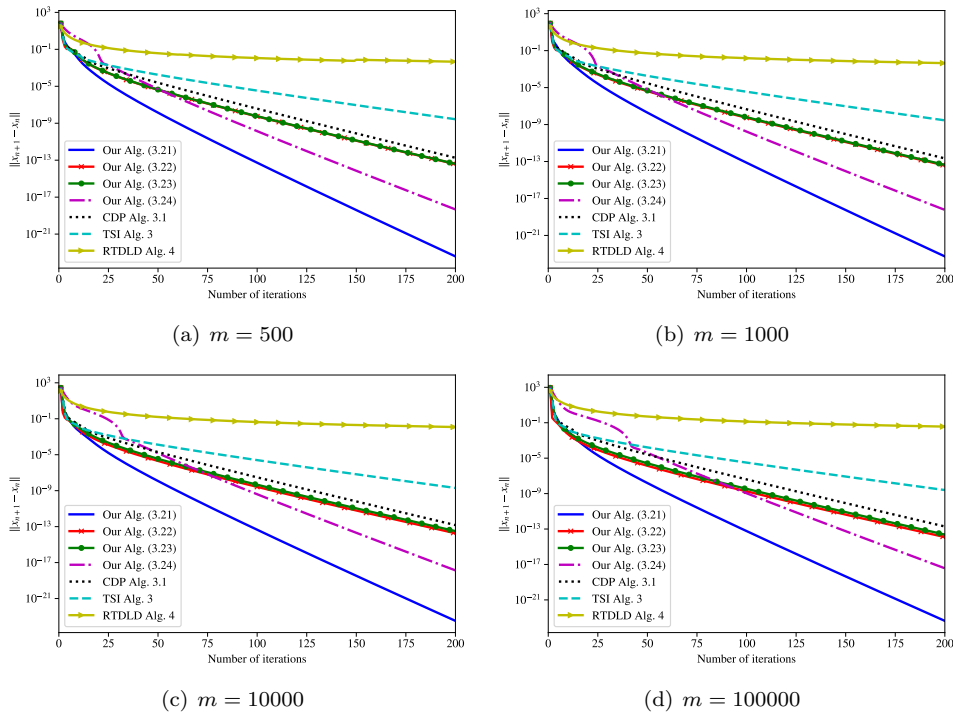 10^3
10^{-1}
10^{-5}
10^{-9}
10^{-13}
10^{-17}
10^{-21}
||x_{n+1} − x_n||
Our Alg. (3.21)
Our Alg. (3.22)
Our Alg. (3.23)
Our Alg. (3.24)
CDP Alg. 3.1
TSI Alg. 3
RTDLD Alg. 4
0 25 50 75 100 125 150 175 200
Number of iterations
(a) m = 500
10^3
10^{-1}
10^{-5}
10^{-9}
10^{-13}
10^{-17}
10^{-21}
||x_{n+1} − x_n||
Our Alg. (3.21)
Our Alg. (3.22)
Our Alg. (3.23)
Our Alg. (3.24)
CDP Alg. 3.1
TSI Alg. 3
RTDLD Alg. 4
0 25 50 75 100 125 150 175 200
Number of iterations
(b) m = 1000
10^3
10^{-1}
10^{-5}
10^{-9}
10^{-13}
10^{-17}
10^{-21}
||x_{n+1} − x_n||
Our Alg. (3.21)
Our Alg. (3.22)
Our Alg. (3.23)
Our Alg. (3.24)
CDP Alg. 3.1
TSI Alg. 3
RTDLD Alg. 4
0 25 50 75 100 125 150 175 200
Number of iterations
(c) m = 10000
10^3
10^{-1}
10^{-5}
10^{-9}
10^{-13}
10^{-17}
10^{-21}
||x_{n+1} − x_n||
Our Alg. (3.21)
Our Alg. (3.22)
Our Alg. (3.23)
Our Alg. (3.24)
CDP Alg. 3.1
TSI Alg. 3
RTDLD Alg. 4
0 25 50 75 100 125 150 175 200
Number of iterations
(d) m = 100000